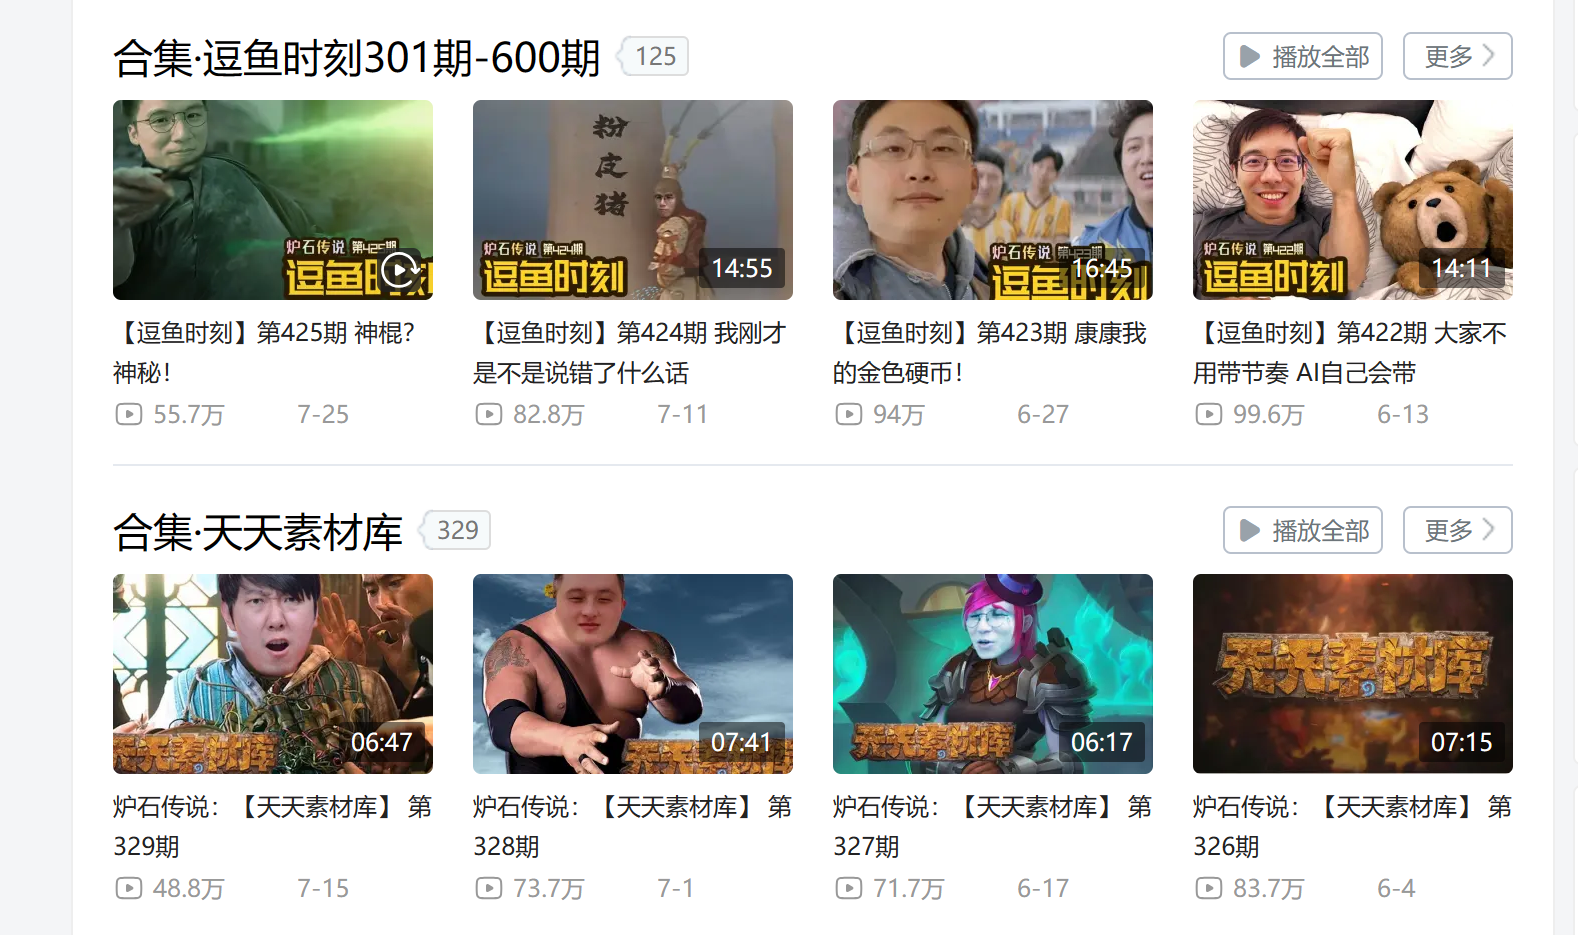 合集·逗鱼时刻301期-600期 125 播放全部 更多
炉石传说 第425期
逗鱼时刻
粉皮猪
炉石传说 第424期
逗鱼时刻
14:55
炉石传说 第423期
逗鱼时刻
16:45
炉石传说 第422期
逗鱼时刻
14:11
【逗鱼时刻】第425期 神棍?
神秘!
55.7万 7-25
【逗鱼时刻】第424期 我刚才
是不是说错了什么话
82.8万 7-11
【逗鱼时刻】第423期 康康我
的金色硬币!
94万 6-27
【逗鱼时刻】第422期 大家不
用带节奏 AI自己会带
99.6万 6-13
合集·天天素材库 329 播放全部 更多
天天素材库
06:47
天天素材库
07:41
天天素材库
06:17
天天素材库
07:15
炉石传说：【天天素材库】 第
329期
48.8万 7-15
炉石传说：【天天素材库】 第
328期
73.7万 7-1
炉石传说：【天天素材库】 第
327期
71.7万 6-17
炉石传说：【天天素材库】 第
326期
83.7万 6-4